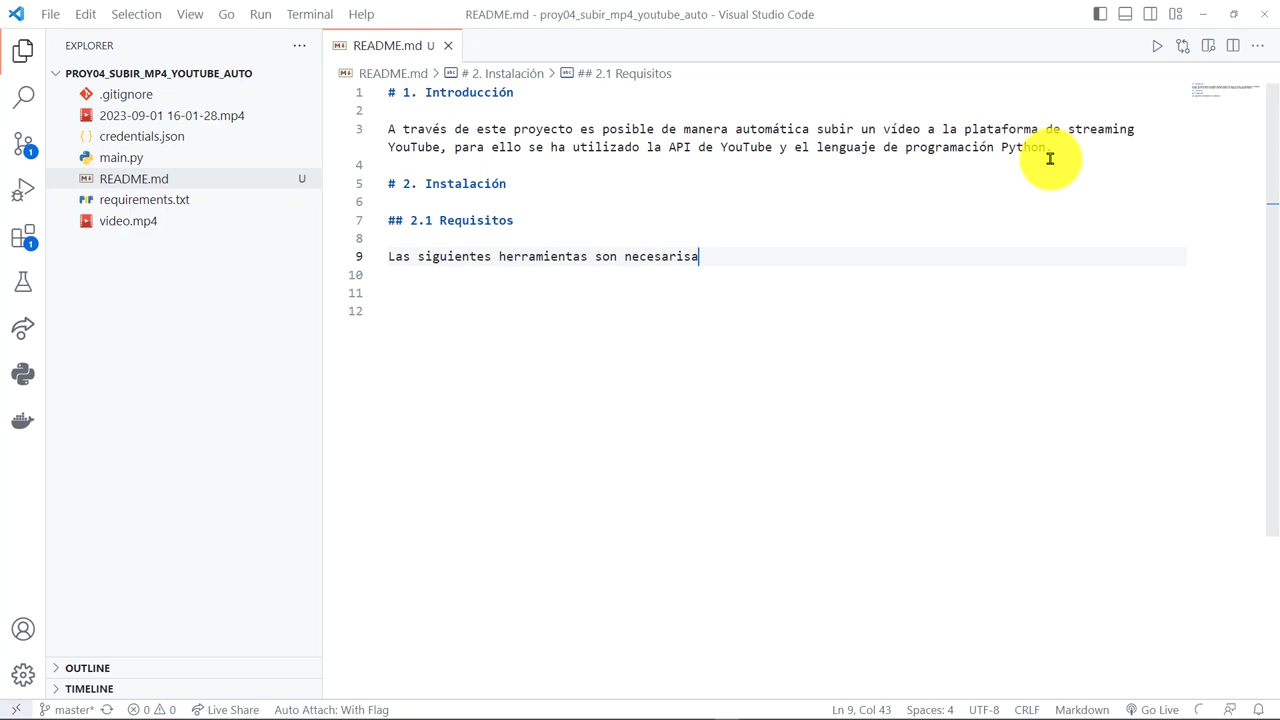 File Edit Selection View Go Run Terminal Help README.md - proy04_subir_mp4_youtube_auto - Visual Studio Code
EXPLORER
PROY04_SUBIR_MP4_YOUTUBE_AUTO
.gitignore
2023-09-01 16-01-28.mp4
credentials.json
main.py
README.md U
requirements.txt
video.mp4
OUTLINE
TIMELINE
1
1
README.md U
README.md > # 2. Instalación > ## 2.1 Requisitos
1 # 1. Introducción
2
3 A través de este proyecto es posible de manera automática subir un vídeo a la plataforma de streaming
YouTube, para ello se ha utilizado la API de YouTube y el lenguaje de programación Python.
4
5 # 2. Instalación
6
7 ## 2.1 Requisitos
8
9 Las siguientes herramientas son necesarisa
10
11
12
master* 0 0 Live Share Auto Attach: With Flag Ln 9, Col 43 Spaces: 4 UTF-8 CRLF Markdown Go Live